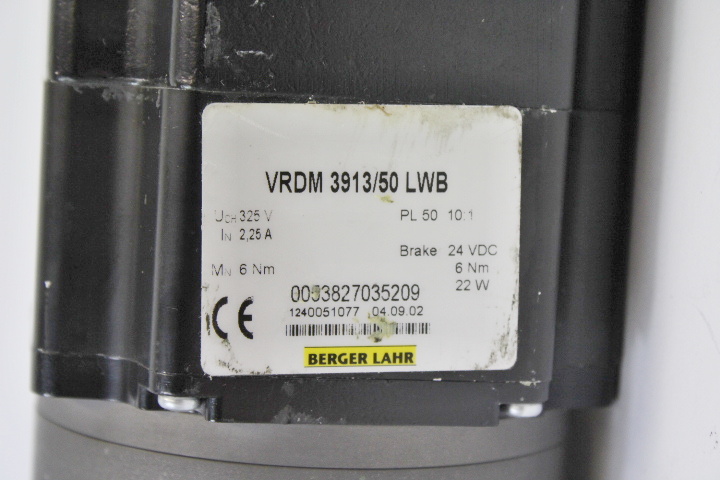 VRDM 3913/50 LWB
UCH 325 V PL 50 10:1
IN 2,25 A
Brake 24 VDC
MN 6 Nm 6 Nm
22 W
0053827035209
1240051077 04.09.02
CE
BERGER LAHR